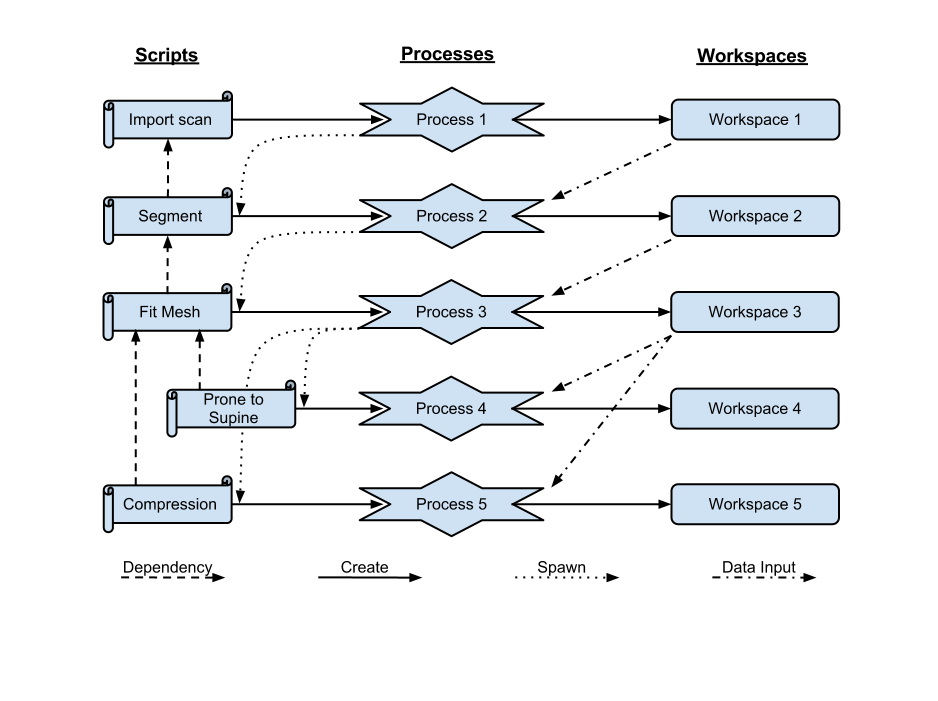 Scripts
Processes
Workspaces
Import scan
Process 1
Workspace 1
Segment
Process 2
Workspace 2
Fit Mesh
Process 3
Workspace 3
Prone to
Supine
Process 4
Workspace 4
Compression
Process 5
Workspace 5
Dependency
Create
Spawn
Data Input